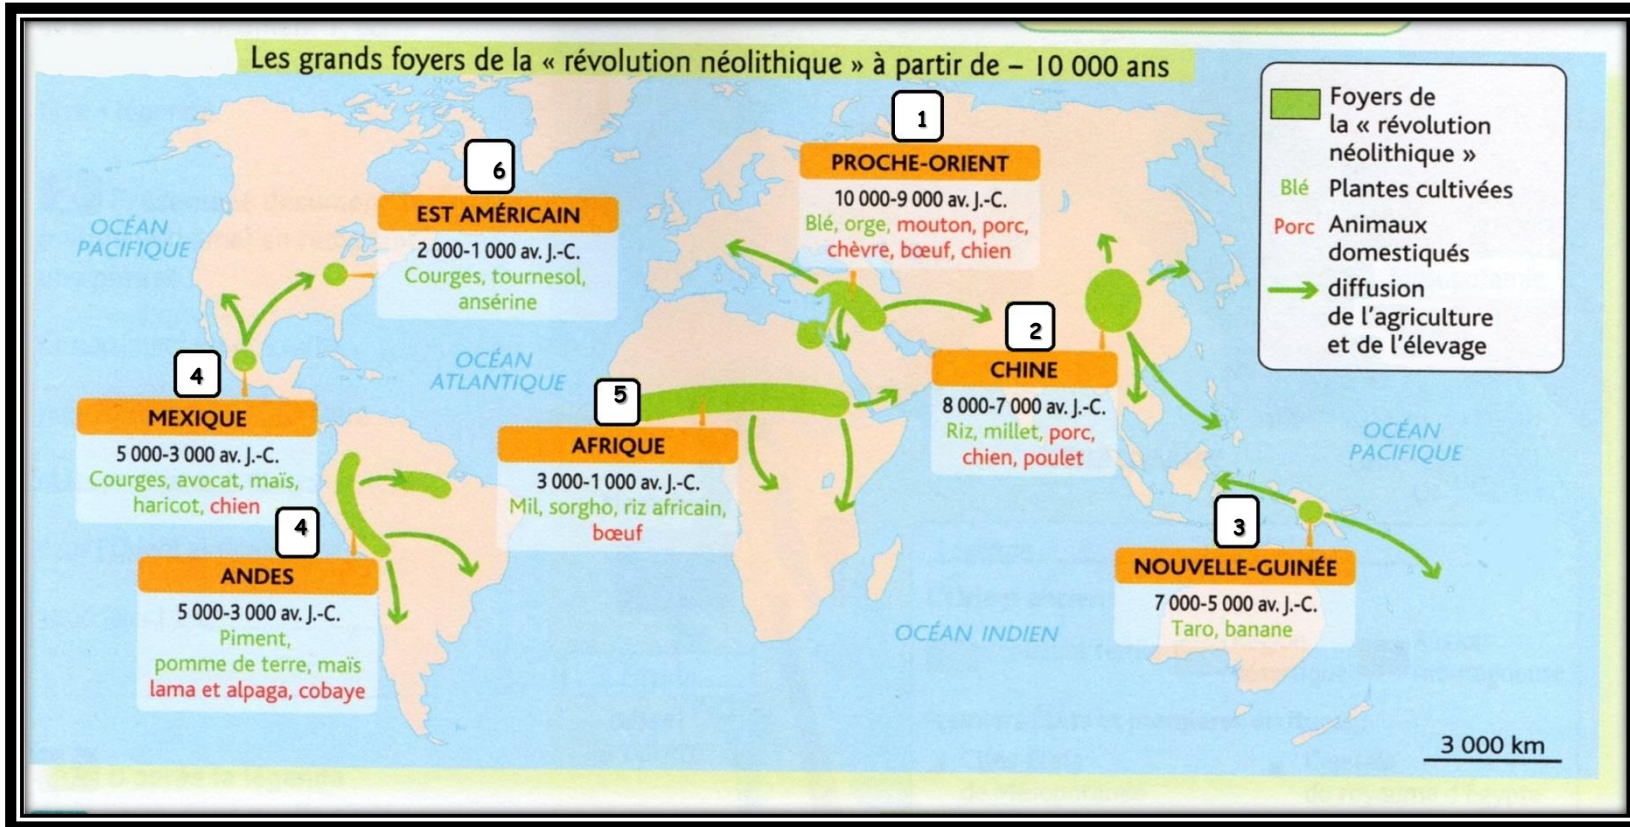 Les grands foyers de la « révolution néolithique » à partir de – 10 000 ans
Foyers de
la « révolution
néolithique »
Blé Plantes cultivées
Porc Animaux
domestiqués
diffusion
de l'agriculture
et de l'élevage
1
PROCHE-ORIENT
10 000-9 000 av. J.-C.
Blé, orge, mouton, porc,
chèvre, bœuf, chien
6
EST AMÉRICAIN
2 000-1 000 av. J.-C.
Courges, tournesol,
ansérine
OCÉAN
PACIFIQUE
OCÉAN
ATLANTIQUE
2
CHINE
8 000-7 000 av. J.-C.
Riz, millet, porc,
chien, poulet
4
MEXIQUE
5 000-3 000 av. J.-C.
Courges, avocat, maïs,
haricot, chien
5
AFRIQUE
3 000-1 000 av. J.-C.
Mil, sorgho, riz africain,
bœuf
OCÉAN
PACIFIQUE
4
ANDES
5 000-3 000 av. J.-C.
Piment,
pomme de terre, maïs
lama et alpaga, cobaye
3
NOUVELLE-GUINÉE
7 000-5 000 av. J.-C.
Taro, banane
OCÉAN INDIEN
3 000 km